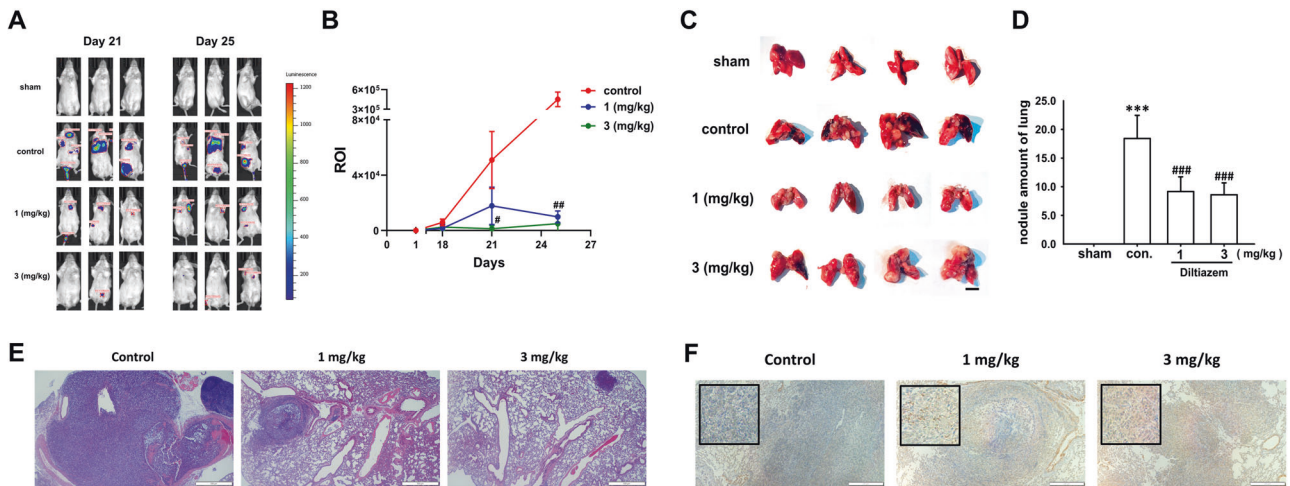 A
Day 21
Day 25
sham
control
1 (mg/kg)
3 (mg/kg)
Luminescence
1200
1000
800
600
400
200
B
ROI
6×10⁵
3×10⁵
8×10⁴
4×10⁴
0
0
1
18
21
24
27
Days
control
1 (mg/kg)
3 (mg/kg)
#
##
C
sham
control
1 (mg/kg)
3 (mg/kg)
D
nodule amount of lung
25.0
20.0
15.0
10.0
5.0
0.0
***
###
###
sham
con.
1
3
(mg/kg)
Diltiazem
E
Control
1 mg/kg
3 mg/kg
F
Control
1 mg/kg
3 mg/kg